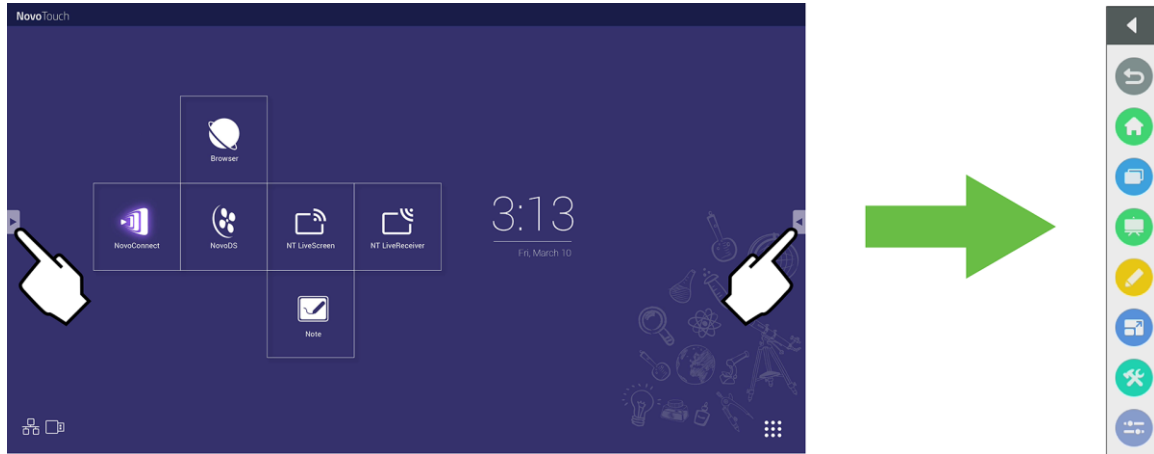 NovoTouch
Browser
NovoConnect
NovoDS
NT LiveScreen
NT LiveReceiver
3:13
Fri, March 10
Note